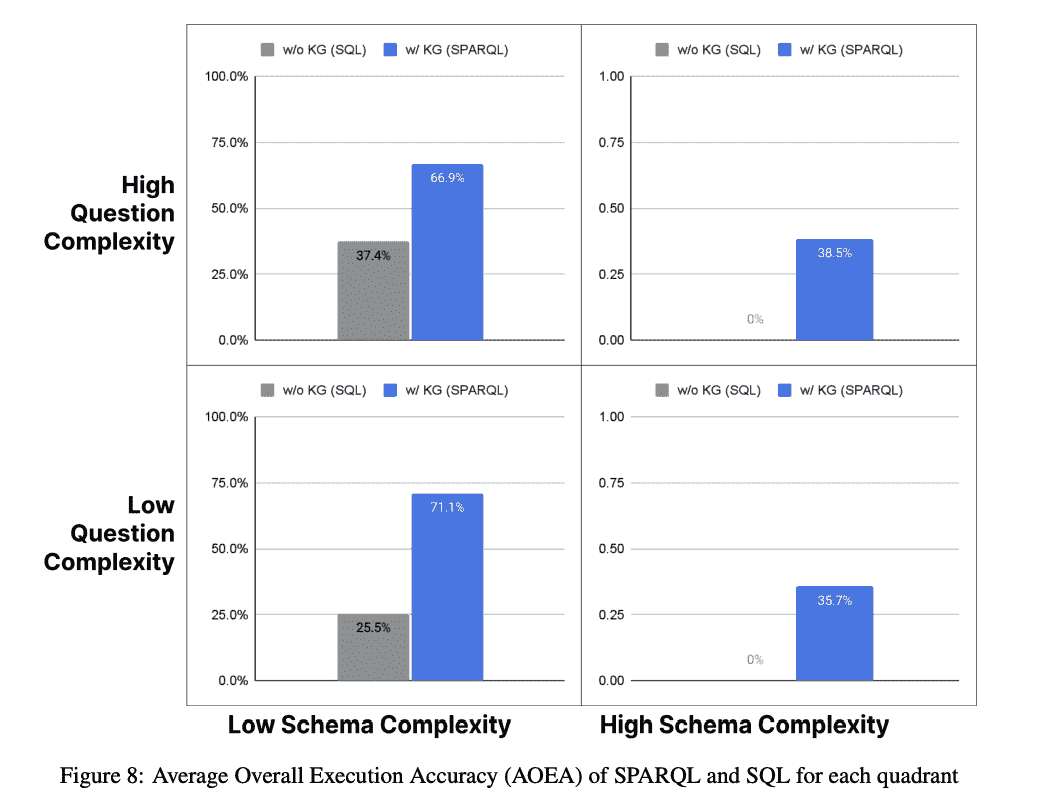 w/o KG (SQL) w/ KG (SPARQL)
100.0%
75.0%
50.0%
25.0%
0.0%
37.4%
66.9%
w/o KG (SQL) w/ KG (SPARQL)
1.00
0.75
0.50
0.25
0.00
0%
38.5%
High
Question
Complexity
w/o KG (SQL) w/ KG (SPARQL)
100.0%
75.0%
50.0%
25.0%
0.0%
25.5%
71.1%
w/o KG (SQL) w/ KG (SPARQL)
1.00
0.75
0.50
0.25
0.00
0%
35.7%
Low
Question
Complexity
Low Schema Complexity
High Schema Complexity
Figure 8: Average Overall Execution Accuracy (AOEA) of SPARQL and SQL for each quadrant